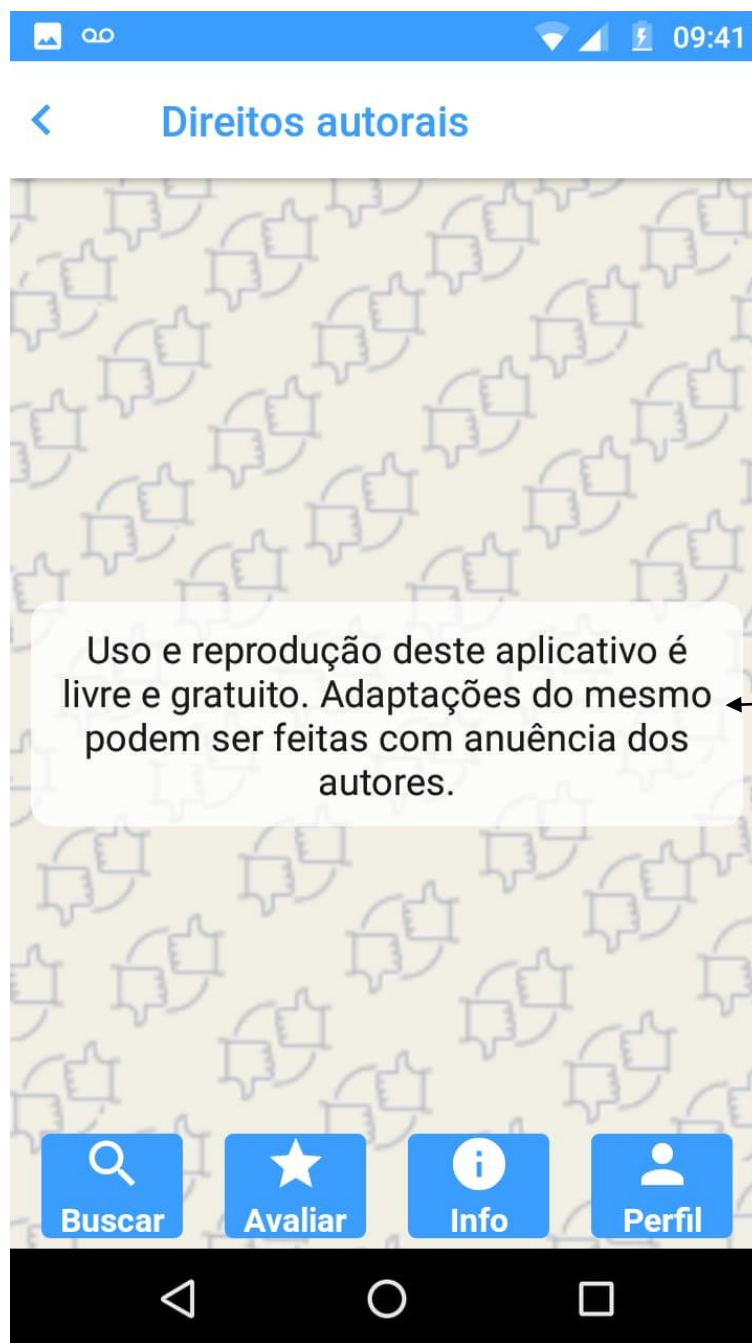 09:41
Direitos autorais
Uso e reprodução deste aplicativo é
livre e gratuito. Adaptações do mesmo
podem ser feitas com anuência dos
autores.
Buscar Avaliar Info Perfil